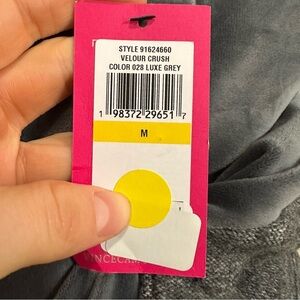 STYLE 91624660
VELOUR CRUSH
COLOR 028 LUXE GREY
1 98372 29651 7
M